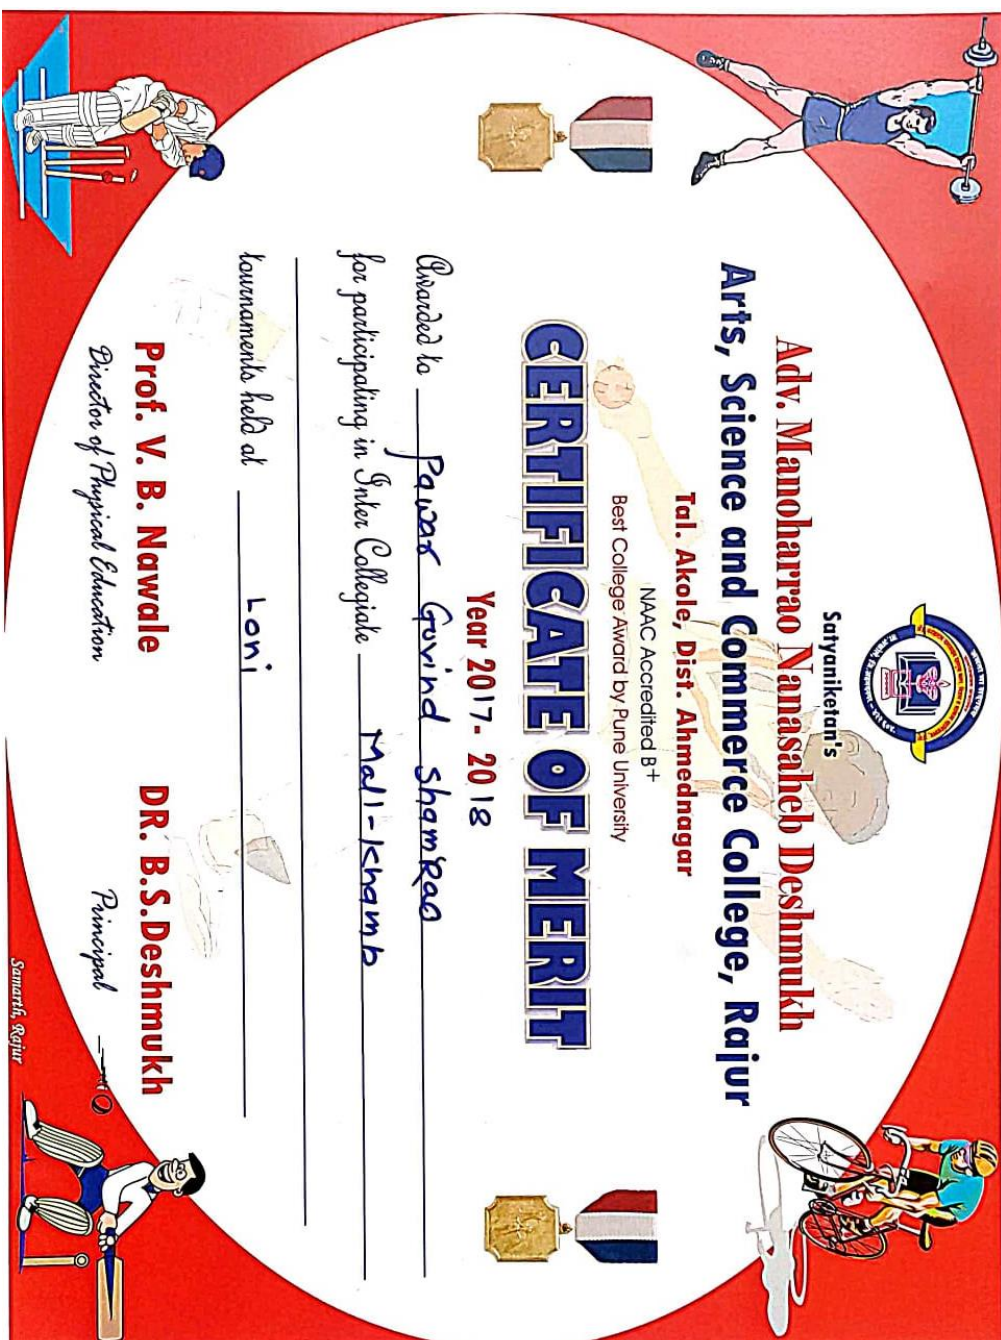 Satyaniketan's
Adv. Manoharrao Nanasaheb Deshmukh
Arts, Science and Commerce College, Rajur
Tal. Akole, Dist. Ahmednagar
NAAC Accredited B+
Best College Award by Pune University
CERTIFICATE OF MERIT
Year 2017-2018
Awarded to Pawar Govind ShamRao
for participating in Inter Collegiate Mall-Khamb
tournaments held at Loni
Prof. V. B. Nawale DR. B.S.Deshmukh
Director of Physical Education Principal
Samarth, Rajur